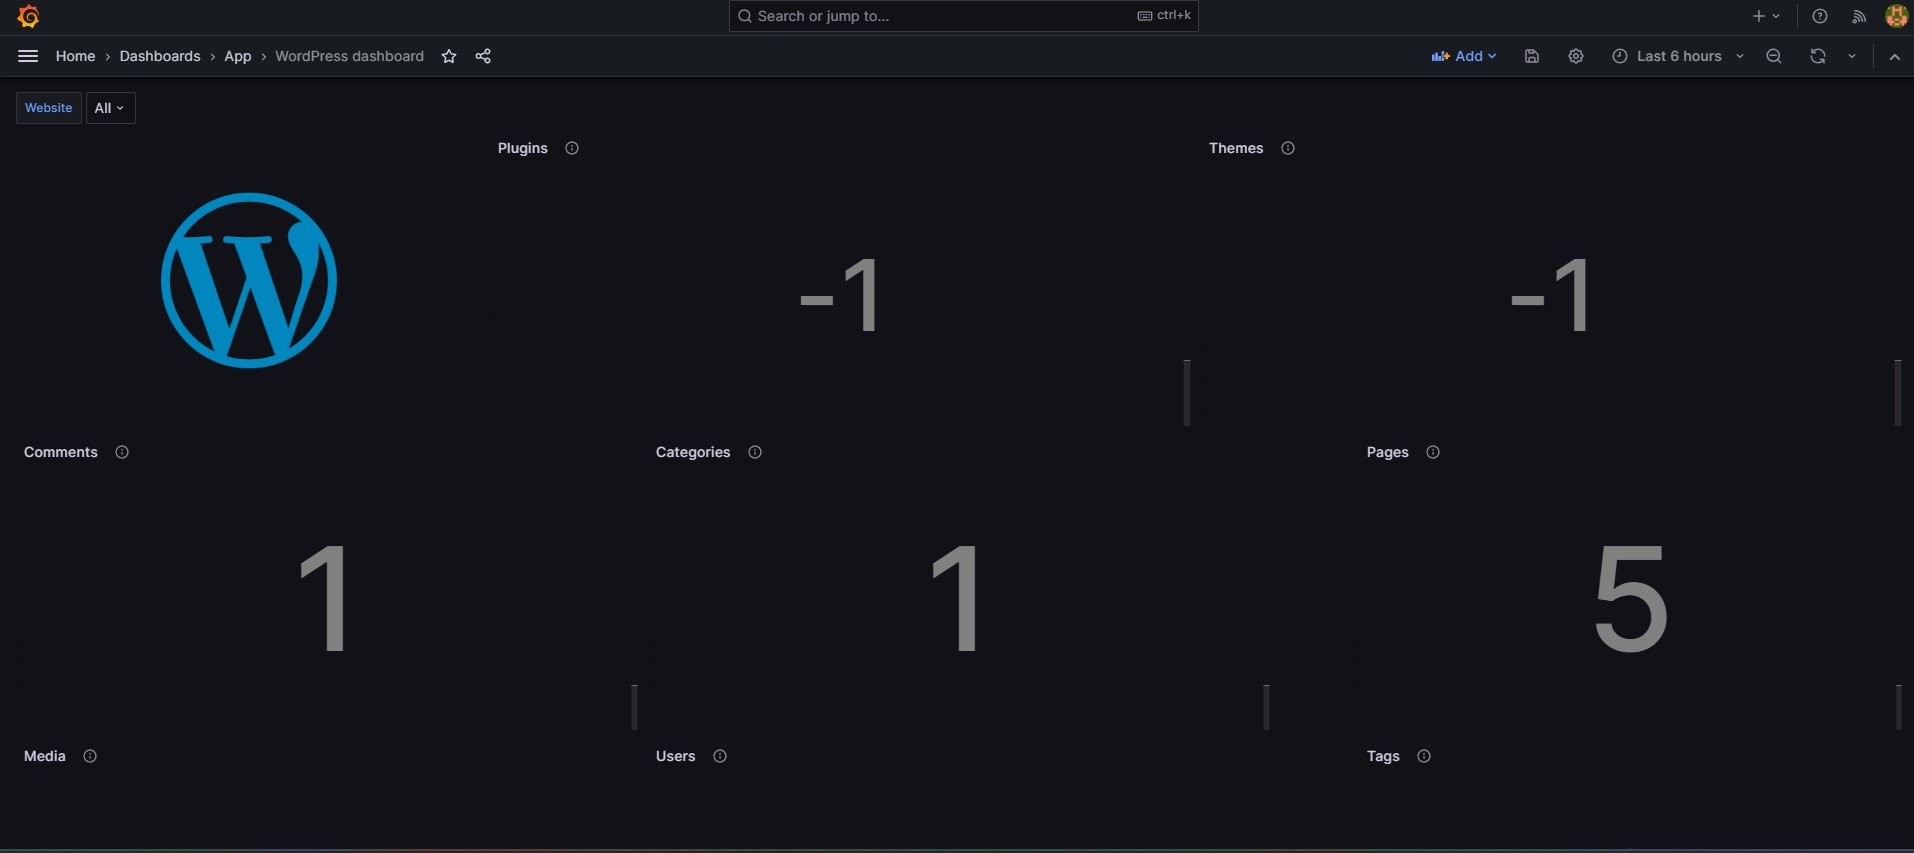 Search or jump to...
ctrl+k
Home › Dashboards › App › WordPress dashboard
Add
Last 6 hours
Website
All
Plugins
Themes
-1
-1
Comments
Categories
Pages
1
1
5
Media
Users
Tags